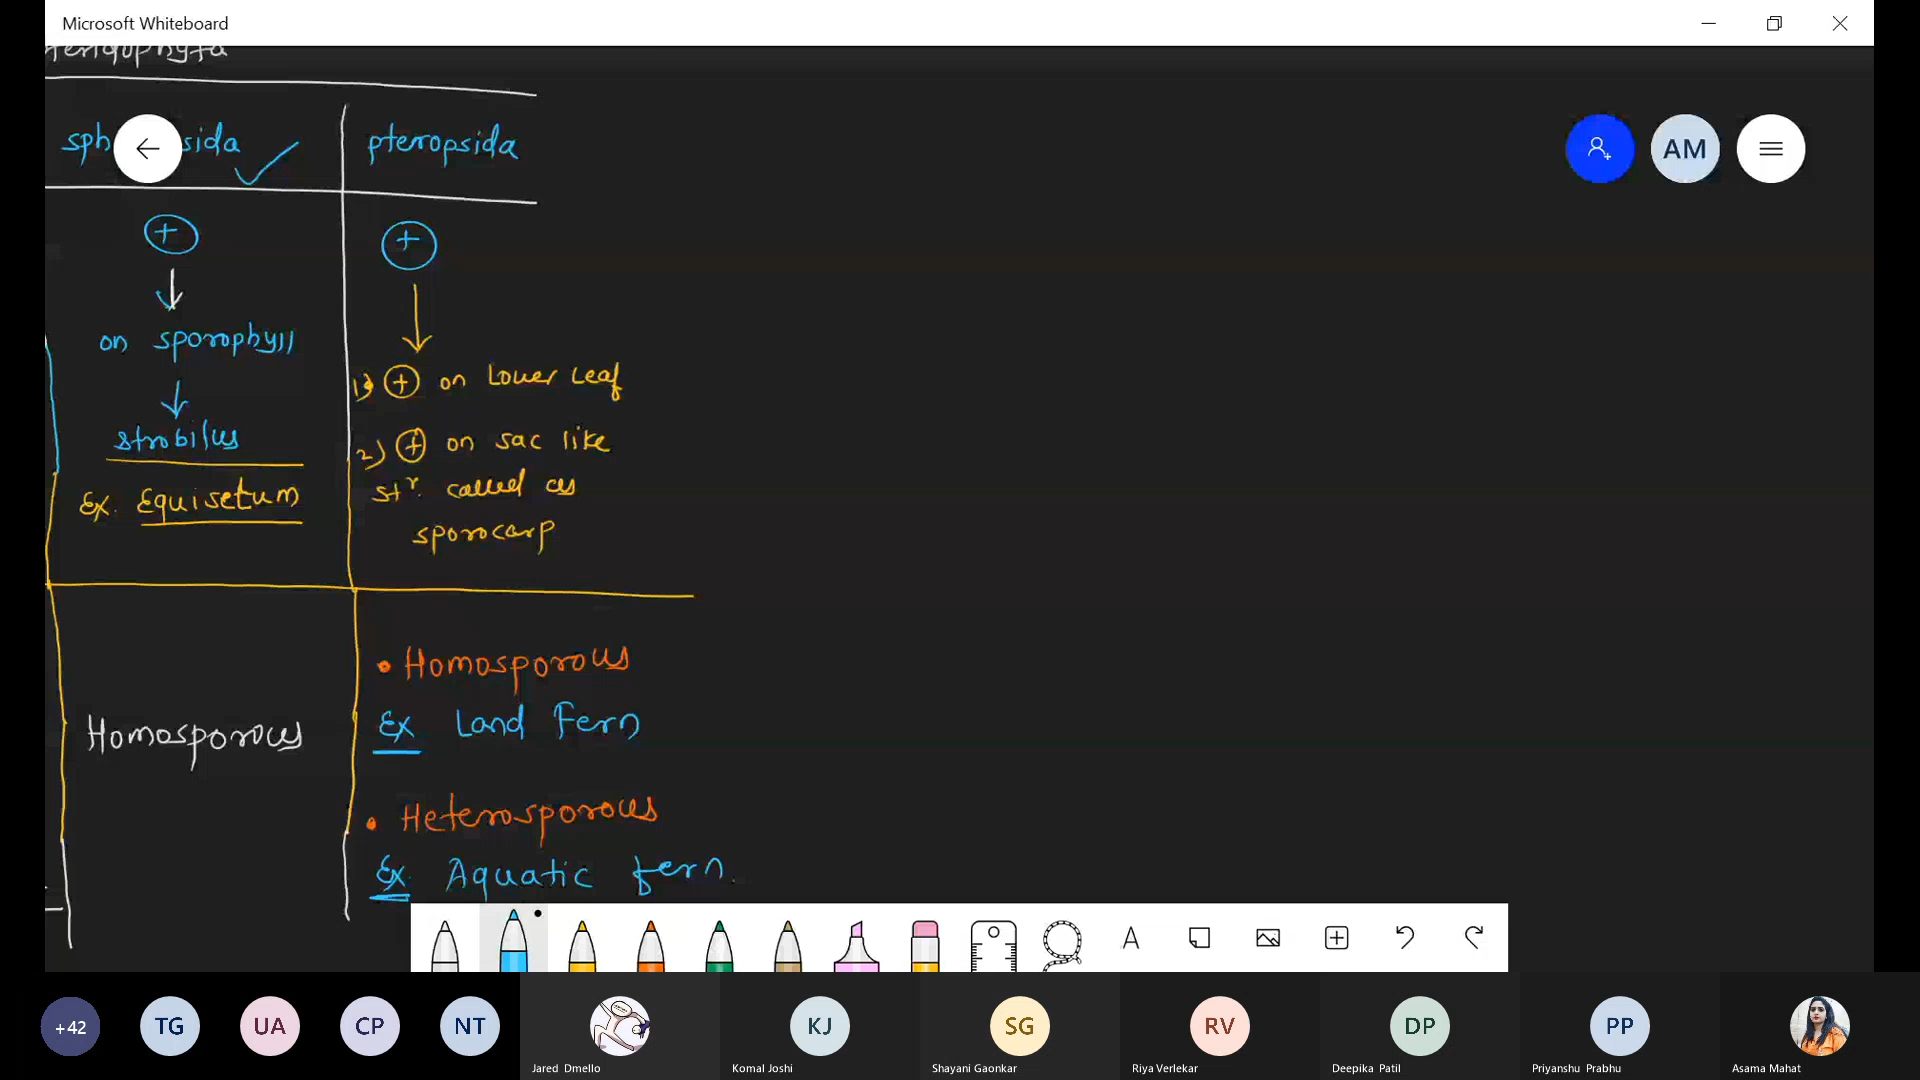 Microsoft Whiteboard
sph sida
pteropsida
+
+
on sporophyll
strobilus
Ex. Equisetum
1) + on Lower Leaf
2) + on sac like
str. called as
sporocarp
Homosporous
• Homosporous
Ex Land Fern
• Heterosporous
Ex. Aquatic fern.
AM
A
+42
TG
UA
CP
NT
KJ
SG
RV
DP
PP
Jared Dmello
Komal Joshi
Shayani Gaonkar
Riya Verlekar
Deepika Patil
Priyanshu Prabhu
Asama Mahat